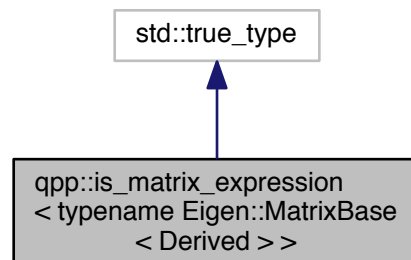 std::true_type
qpp::is_matrix_expression
< typename Eigen::MatrixBase
< Derived > >